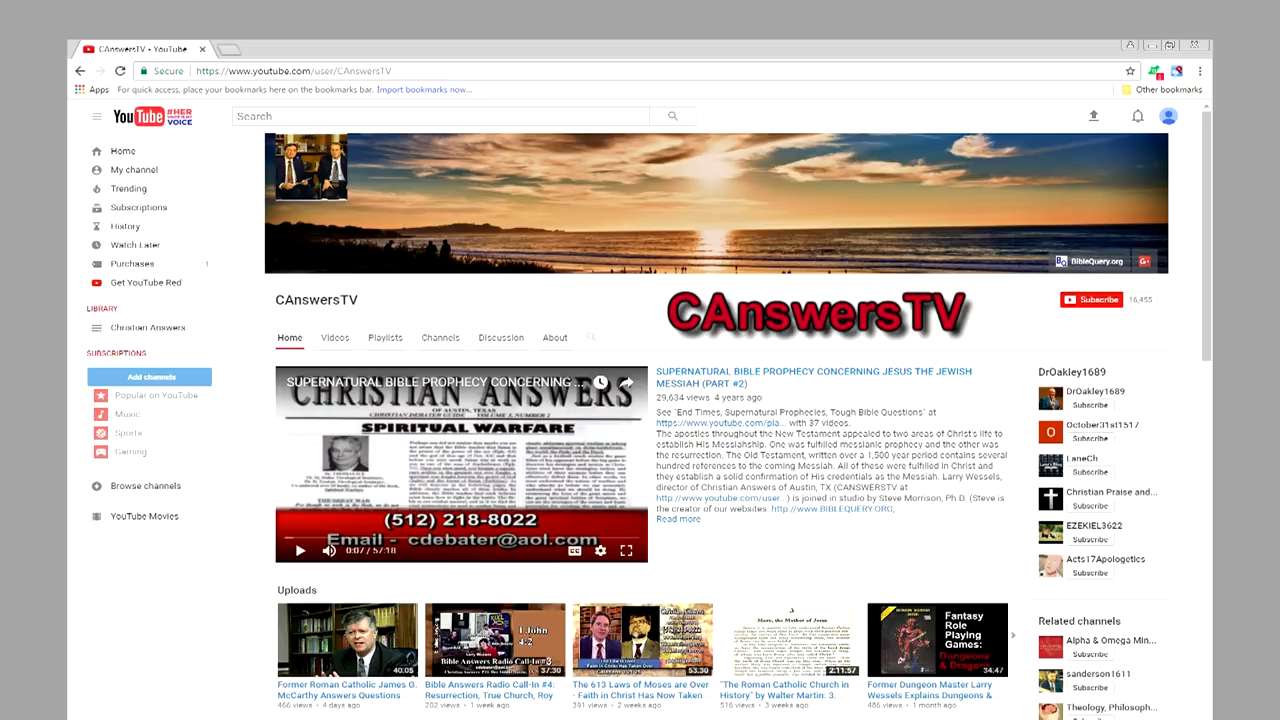 CAnswersTV - YouTube
Secure
https://www.youtube.com/user/CAnswersTV
Apps
For quick access, place your bookmarks here on the bookmarks bar. Import bookmarks now...
Other bookmarks
YouTube
#HER
VOICE
Search
Home
My channel
Trending
Subscriptions
History
Watch Later
Purchases 1
Get YouTube Red
LIBRARY
Christian Answers
SUBSCRIPTIONS
Add channels
Popular on YouTube
Music
Sports
Gaming
Browse channels
YouTube Movies
BibleQuery.org
CAnswersTV
CAnswersTV
Subscribe 16,455
Home Videos Playlists Channels Discussion About
SUPERNATURAL BIBLE PROPHECY CONCERNING ...
CHRISTIAN ANSWERS
OF AUSTIN, TEXAS
SPIRITUAL WARFARE
(512) 218-8022
Email - cdebater@aol.com
0:07 / 57:18
SUPERNATURAL BIBLE PROPHECY CONCERNING JESUS THE JEWISH
MESSIAH (PART #2)
29,634 views 4 years ago
See "End Times, Supernatural Prophecies, Tough Bible Questions" at
https://www.youtube.com/pla... with 37 videos.
The apostles throughout the New Testament appealed to two areas of Christ's life to
establish His Messiahship. One was fulfilled messianic prophecy and the other was
the resurrection. The Old Testament, written over a 1,500 year period contains several
hundred references to the coming Messiah. All of these were fulfilled in Christ and
they establish a solid confirmation of His credentials as the Messiah. Larry Wessels,
director of Christian Answers of Austin, TX (CANSWERSTV at
http://www.youtube.com/user... ) is joined in studio by Steve Morrison, Ph. D. (Steve is
the creator of our websites. http://www.BIBLEQUERY.ORG,
Read more
DrOakley1689
DrOakley1689
Subscribe
October31st1517
Subscribe
LaneCh
Subscribe
Christian Praise and...
Subscribe
EZEKIEL3622
Subscribe
Acts17Apologetics
Subscribe
Uploads
40:05
Former Roman Catholic James G.
McCarthy Answers Questions
466 views • 4 days ago
1 John
4:2
Bible Answers Radio Call-In #3
37:30
Bible Answers Radio Call-In #4:
Resurrection, True Church, Roy
202 views • 1 week ago
53:30
The 613 Laws of Moses are Over
- Faith in Christ Has Now Taken
391 views • 2 weeks ago
Mary, the Mother of Jesus
2:11:57
"The Roman Catholic Church in
History" by Walter Martin: 3.
516 views • 3 weeks ago
Fantasy
Role
Playing
Games:
Dungeons
& Dragons
34:47
Former Dungeon Master Larry
Wessels Explains Dungeons &
486 views • 1 month ago
Related channels
Alpha & Omega Min...
Subscribe
sanderson1611
Subscribe
Theology, Philosoph...